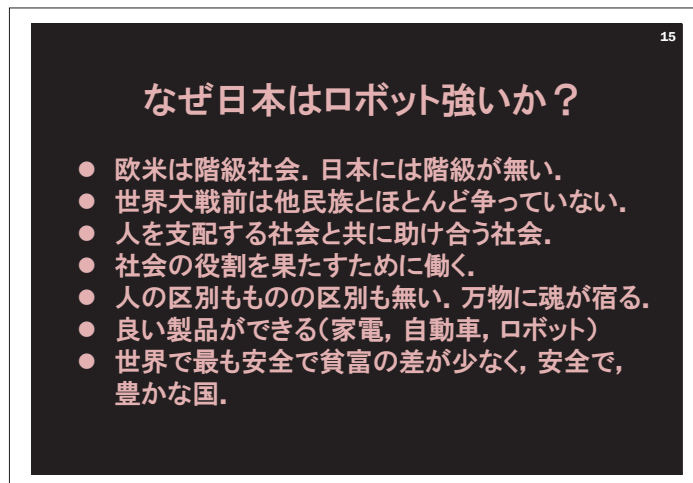 15
なぜ日本はロボット強いか？
● 欧米は階級社会．日本には階級が無い．
● 世界大戦前は他民族とほとんど争っていない．
● 人を支配する社会と共に助け合う社会．
● 社会の役割を果たすために働く．
● 人の区別もものの区別も無い．万物に魂が宿る．
● 良い製品ができる（家電，自動車，ロボット）
● 世界で最も安全で貧富の差が少なく，安全で，
豊かな国．